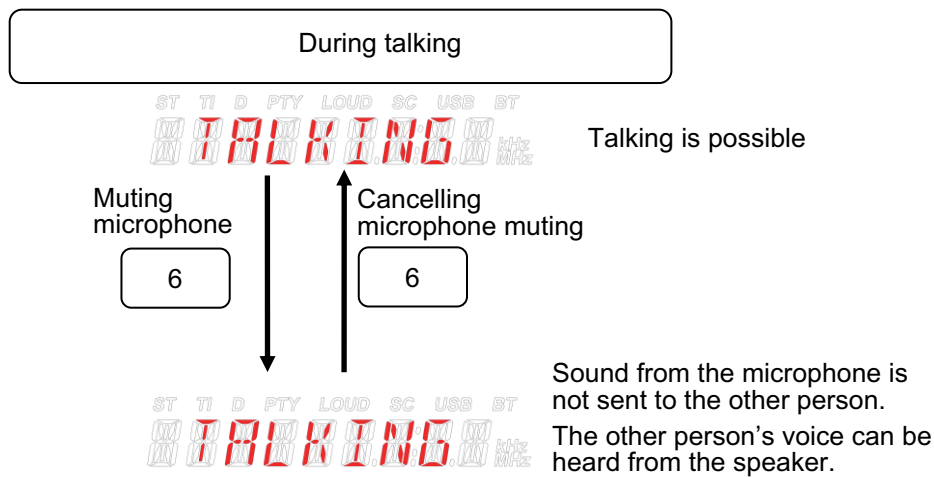 During talking
ST TI D PTY LOUD SC USB BT
TALKING
kHz
MHz
Talking is possible
Muting
microphone
6
Cancelling
microphone muting
6
Sound from the microphone is
not sent to the other person.
ST TI D PTY LOUD SC USB BT
TALKING
kHz
MHz
The other person’s voice can be
heard from the speaker.